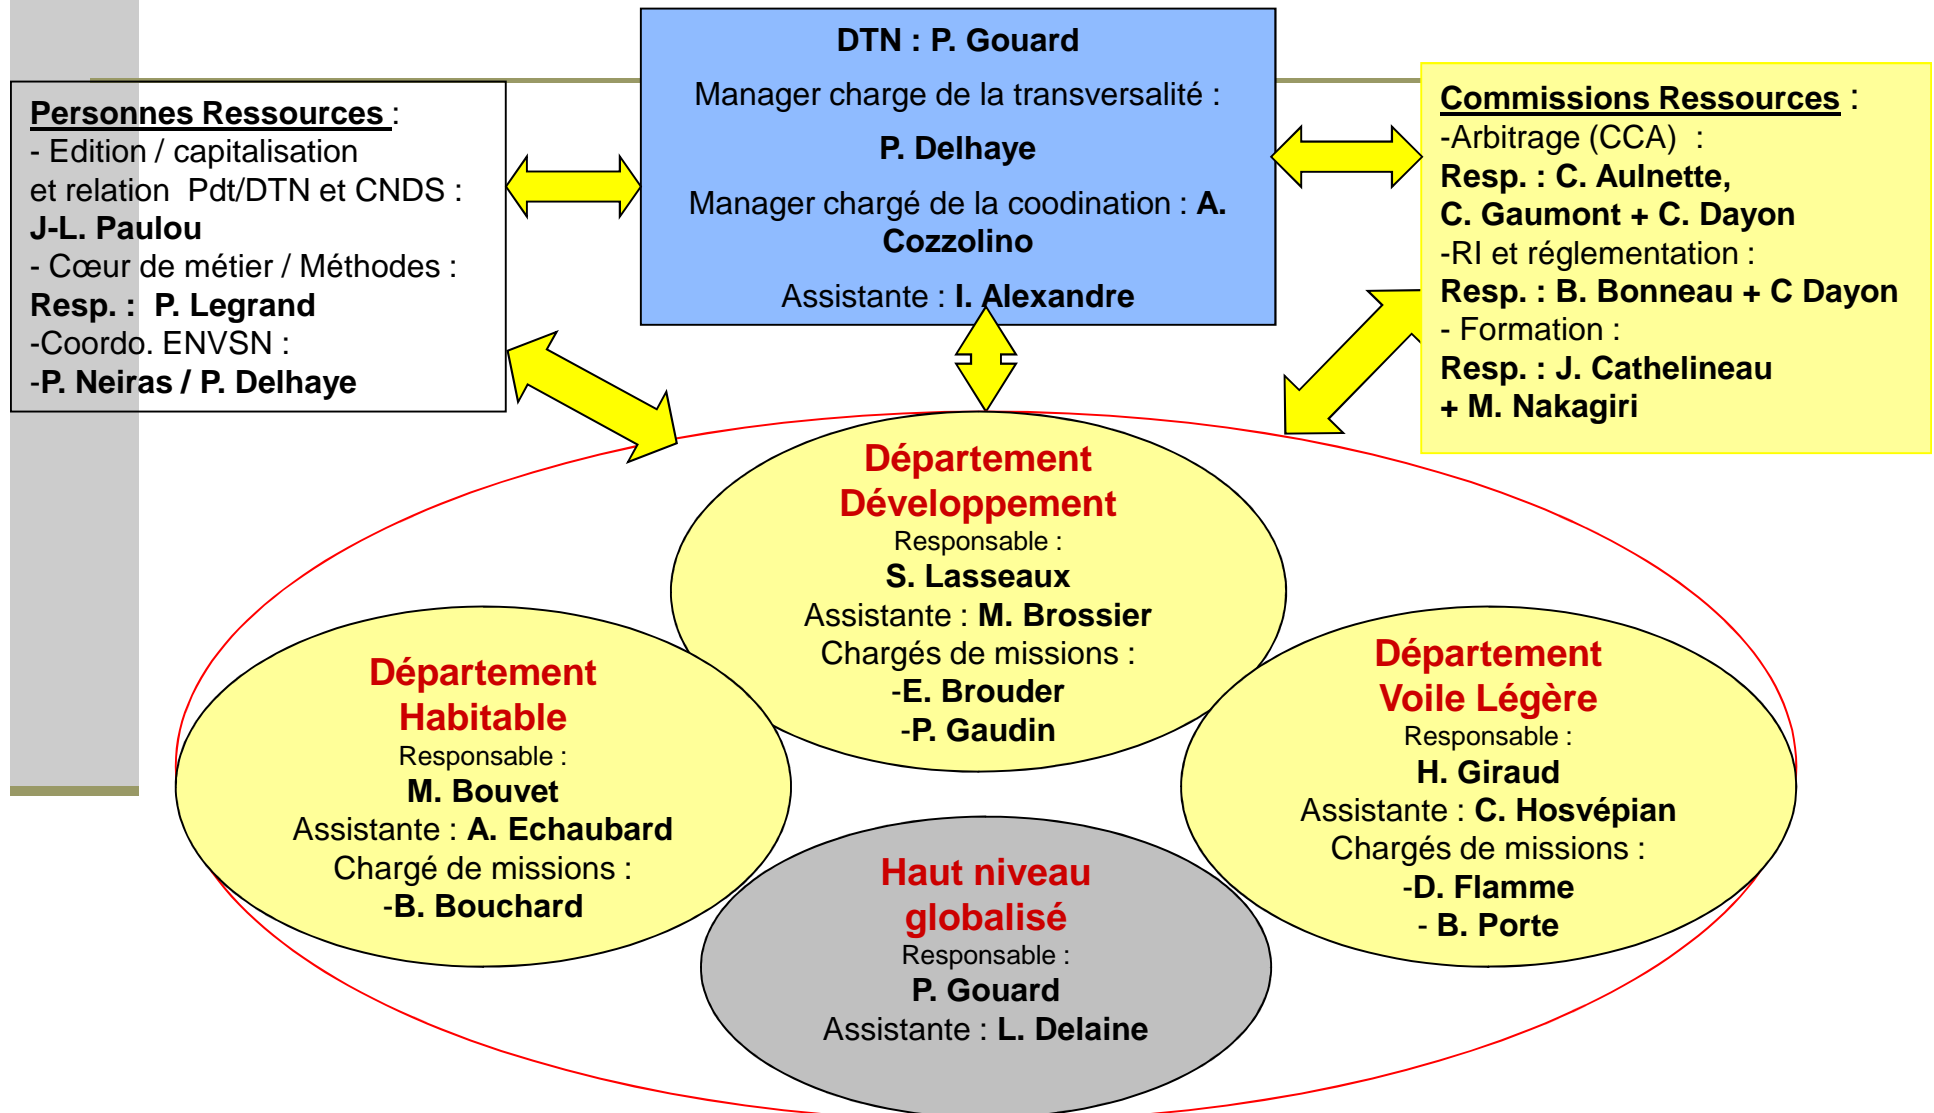 DTN : P. Gouard
Manager charge de la transversalité :
P. Delhaye
Manager chargé de la coodination : A.
Cozzolino
Assistante : I. Alexandre
Personnes Ressources :
- Edition / capitalisation
et relation Pdt/DTN et CNDS :
J-L. Paulou
- Cœur de métier / Méthodes :
Resp. : P. Legrand
-Coordo. ENVSN :
-P. Neiras / P. Delhaye
Commissions Ressources :
-Arbitrage (CCA) :
Resp. : C. Aulnette,
C. Gaumont + C. Dayon
-RI et réglementation :
Resp. : B. Bonneau + C Dayon
- Formation :
Resp. : J. Cathelineau
+ M. Nakagiri
Département
Développement
Responsable :
S. Lasseaux
Assistante : M. Brossier
Chargés de missions :
-E. Brouder
-P. Gaudin
Département
Habitable
Responsable :
M. Bouvet
Assistante : A. Echaubard
Chargé de missions :
-B. Bouchard
Département
Voile Légère
Responsable :
H. Giraud
Assistante : C. Hosvépian
Chargés de missions :
-D. Flamme
- B. Porte
Haut niveau
globalisé
Responsable :
P. Gouard
Assistante : L. Delaine